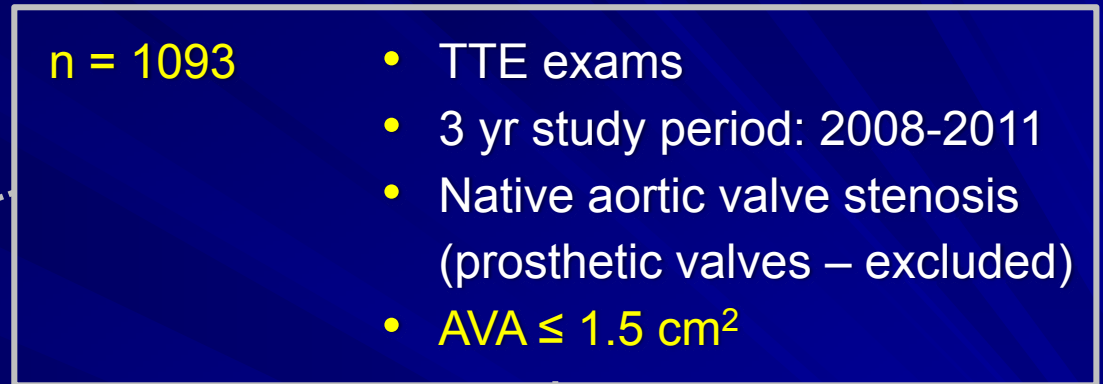 n = 1093
• TTE exams
• 3 yr study period: 2008-2011
• Native aortic valve stenosis
(prosthetic valves – excluded)
• AVA ≤ 1.5 cm²